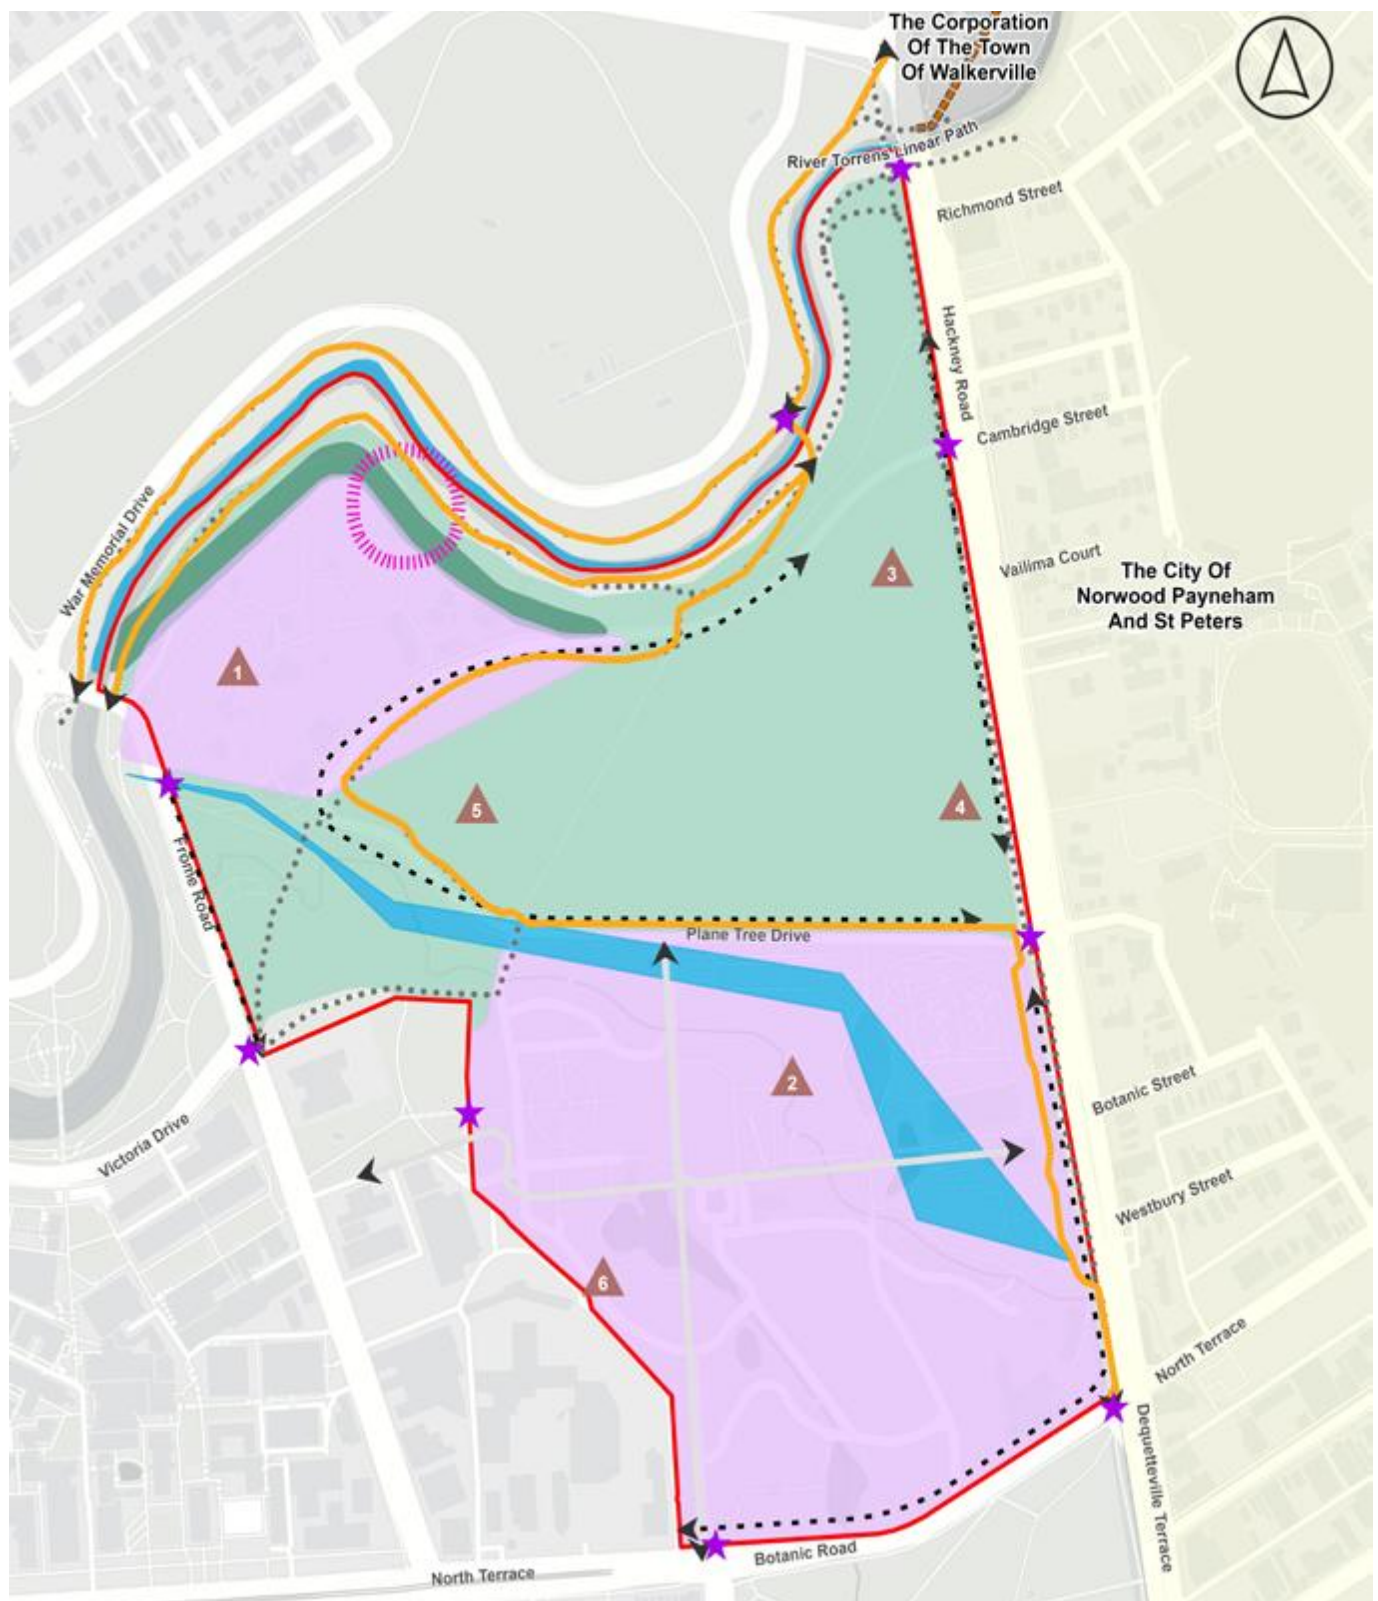 The Corporation
Of The Town
Of Walkerville
River Torrens Linear Path
Richmond Street
Hackney Road
Cambridge Street
War Memorial Drive
Vailima Court
3
The City Of
Norwood Payneham
And St Peters
1
5
4
Frome Road
Plane Tree Drive
2
Botanic Street
Victoria Drive
Westbury Street
6
North Terrace
Dequetteville Terrace
Botanic Road
North Terrace